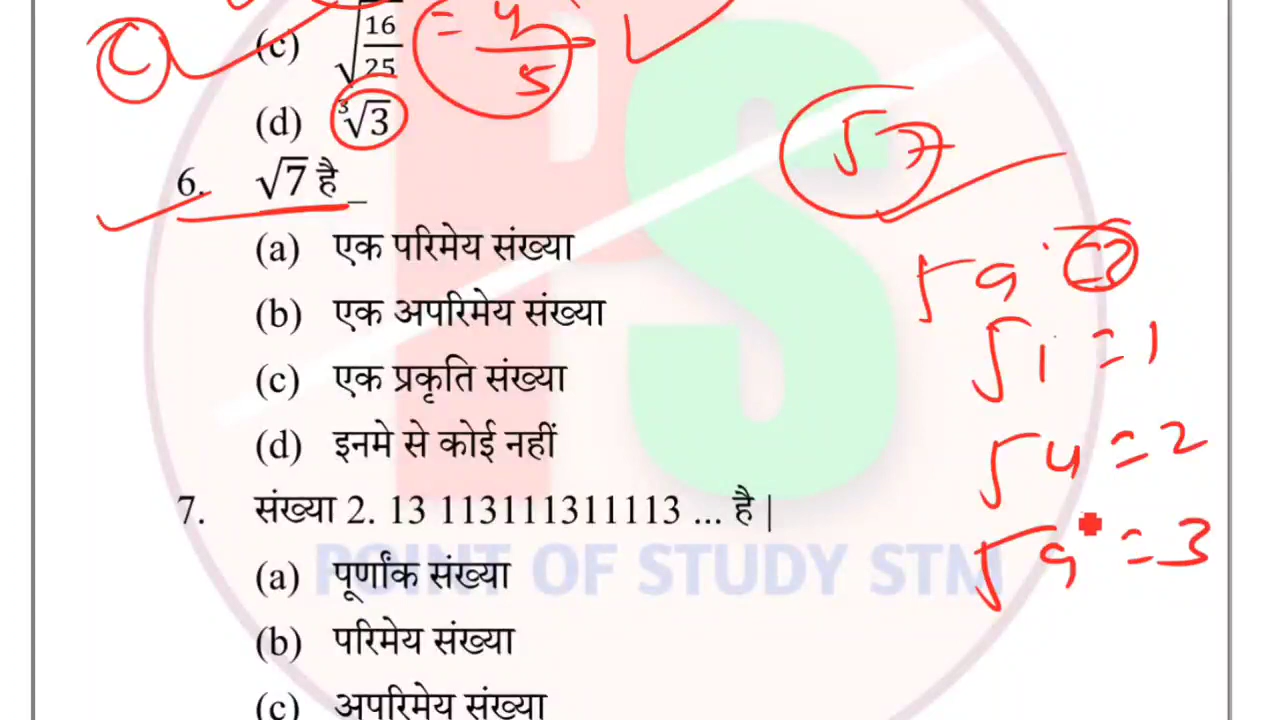 (c) √16/25 = 4/5
C
(d) ³√3
√7
6. √7 है _
(a) एक परिमेय संख्या
√9
(b) एक अपरिमेय संख्या
√1 = 1
(c) एक प्रकृति संख्या
(d) इनमे से कोई नहीं
√4 = 2
7. संख्या 2. 13 113111311113 ... है |
√9 = 3
(a) पूर्णांक संख्या
POINT OF STUDY STM
(b) परिमेय संख्या
(c) अपरिमेय संख्या